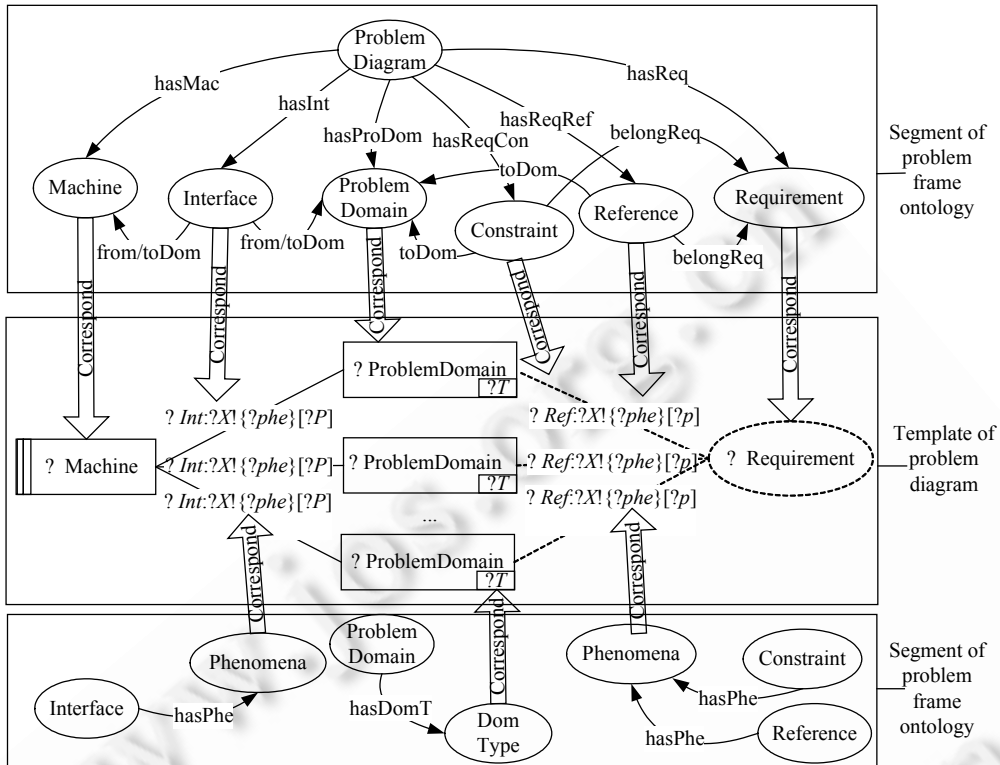 Problem
Diagram
hasMac
hasInt
hasProDom
hasReqCon
hasReqRef
hasReq
belongReq
toDom
Machine
Interface
Problem
Domain
Constraint
Reference
Requirement
from/toDom
from/toDom
toDom
belongReq
Segment of
problem
frame
ontology
Correspond
Correspond
Correspond
Correspond
Correspond
Correspond
? ProblemDomain
?T
? Int:?X!{?phe}[?P]
? Ref:?X!{?phe}[?p]
? Machine
? Int:?X!{?phe}[?P]
? ProblemDomain
?T
? Ref:?X!{?phe}[?p]
? Requirement
? Int:?X!{?phe}[?P]
? Ref:?X!{?phe}[?p]
...
? ProblemDomain
?T
Template of
problem
diagram
Correspond
Correspond
Correspond
Interface
hasPhe
Phenomena
Problem
Domain
hasDomT
Dom
Type
Phenomena
hasPhe
Constraint
hasPhe
Reference
Segment of
problem
frame
ontology
www.jos.org.cn